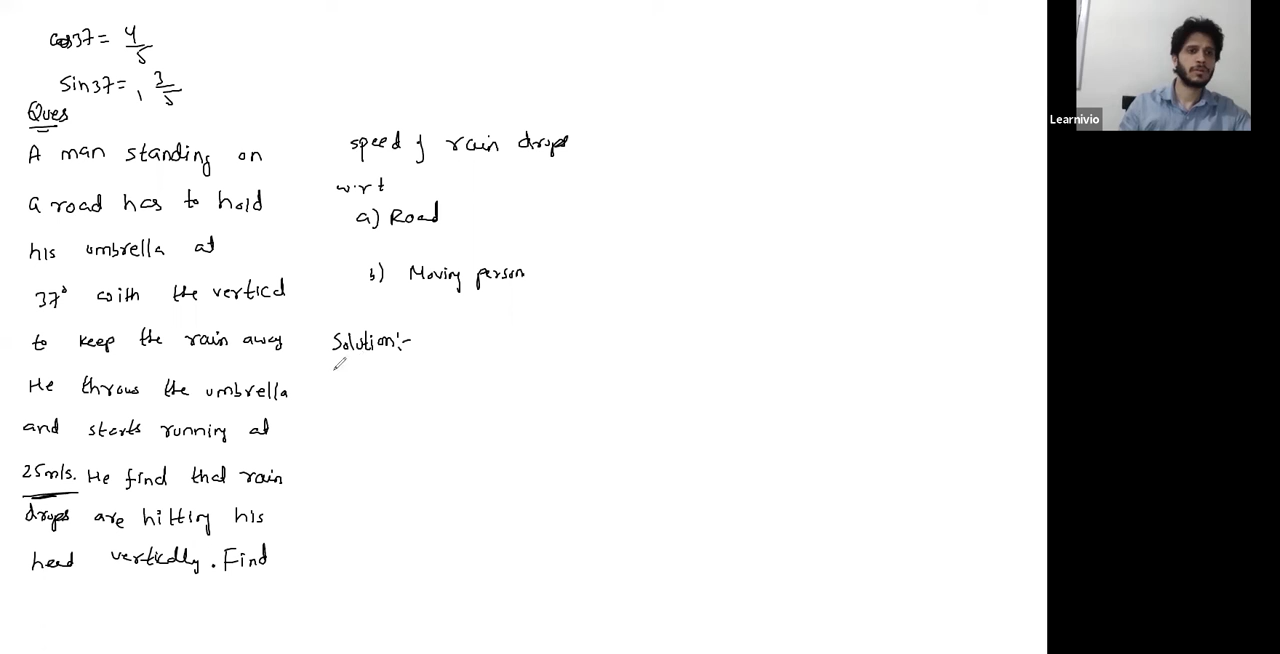 cos37 = 4/5
sin37 = 3/5
Ques
A man standing on
a road has to hold
his umbrella at
37° with the vertical
to keep the rain away
He throws the umbrella
and starts running at
25m/s. He find that rain
drops are hitting his
head vertically. Find
speed of rain drops
w.r.t
a) Road
b) Moving person
Solution:-
Learnivio